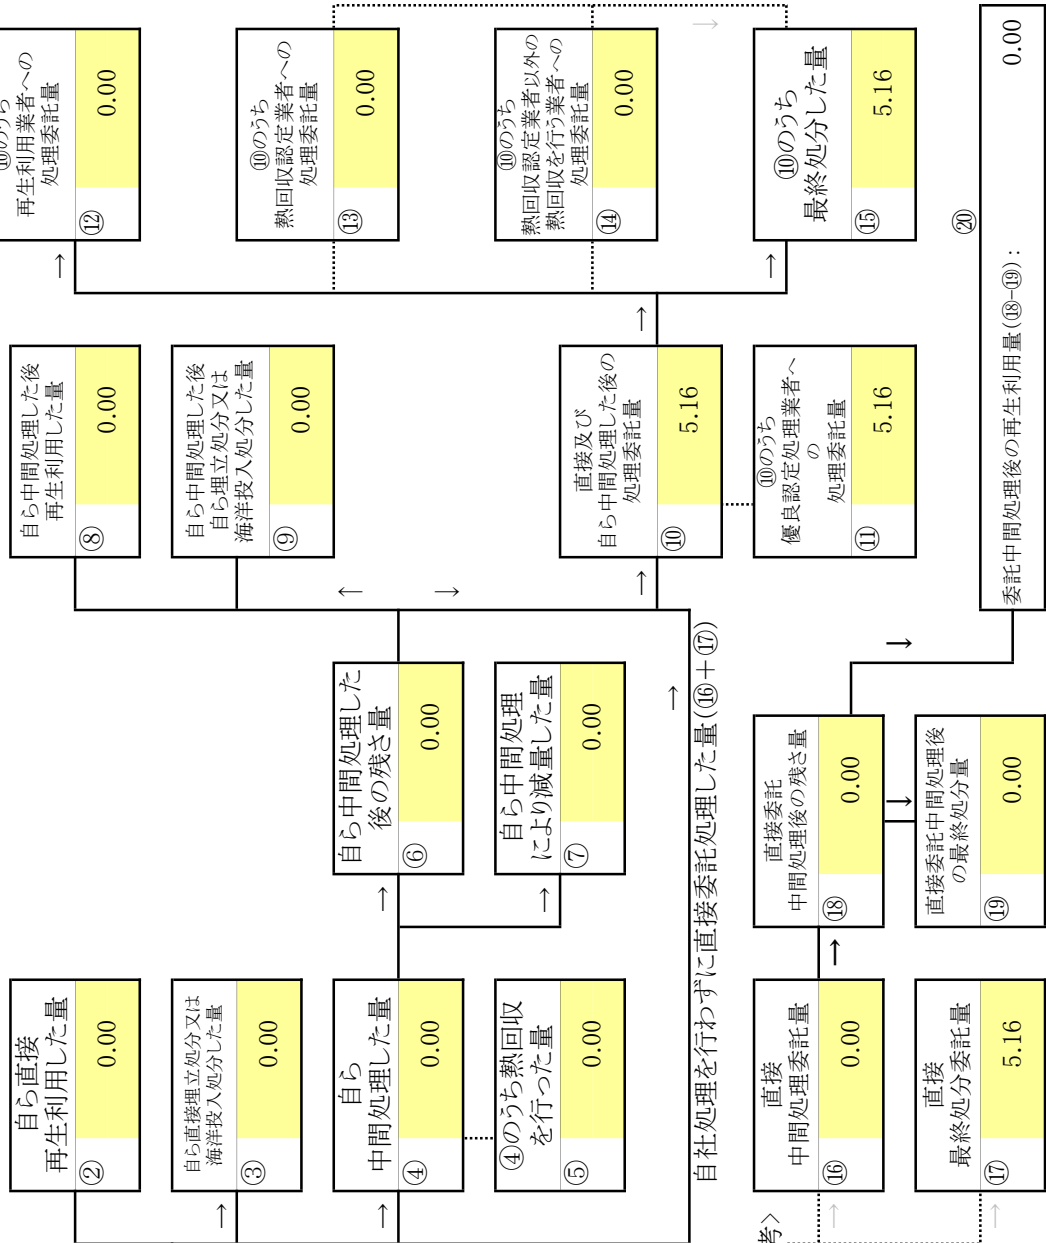 自ら直接
再生利用した量
② 0.00
自ら直接埋立処分又は
海洋投入処分した量
③ 0.00
自ら
中間処理した量
④ 0.00
④のうち熱回収
を行った量
⑤ 0.00
自ら中間処理した
後の残さ量
⑥ 0.00
自ら中間処理
により減量した量
⑦ 0.00
自ら中間処理した後
再生利用した量
⑧ 0.00
自ら中間処理した後
自ら埋立処分又は
海洋投入処分した量
⑨ 0.00
直接及び
自ら中間処理した後の
処理委託量
⑩ 5.16
⑩のうち
優良認定処理業者へ
の
処理委託量
⑪ 5.16
⑩のうち
再生利用業者への
処理委託量
⑫ 0.00
⑩のうち
熱回収認定業者への
処理委託量
⑬ 0.00
⑩のうち
熱回収認定業者以外の
熱回収を行う業者への
処理委託量
⑭ 0.00
⑩のうち
最終処分した量
⑮ 5.16
自社処理を行わずに直接委託処理した量(⑯+⑰)
考>
直接
中間処理委託量
⑯ 0.00
直接
最終処分委託量
⑰ 5.16
直接委託
中間処理後の残さ量
⑱ 0.00
直接委託中間処理後
の最終処分量
⑲ 0.00
⑳
委託中間処理後の再生利用量(⑱-⑲): 0.00